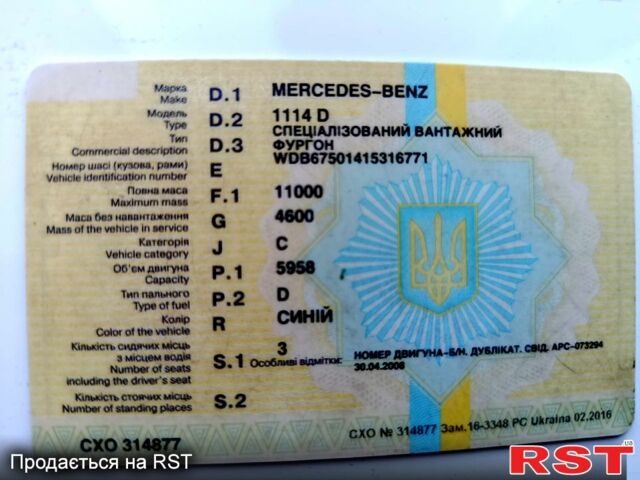 Марка
Make D.1 MERCEDES-BENZ
Модель
Type D.2 1114 D
Тип
Commercial description D.3 СПЕЦІАЛІЗОВАНИЙ ВАНТАЖНИЙ
ФУРГОН
Номер шасі (кузова, рами)
Vehicle identification number E WDB67501415316771
Повна маса
Maximum mass F.1 11000
Маса без навантаження
Mass of the vehicle in service G 4600
Категорія
Vehicle category J C
Об'єм двигуна
Capacity P.1 5958
Тип пального
Type of fuel P.2 D
Колір
Color of the vehicle R СИНІЙ
Кількість сидячих місць
з місцем водія
Number of seats
including the driver's seat S.1 3 Особливі відмітки: НОМЕР ДВИГУНА-Б/Н. ДУБЛІКАТ. СВІД. АРС-073294
30.04.2006
Кількість стоячих місць
Number of standing places S.2
СХО 314877
СХО № 314877 Зам.16-3348 PC Ukraina 02.2016
Продається на RST
RST